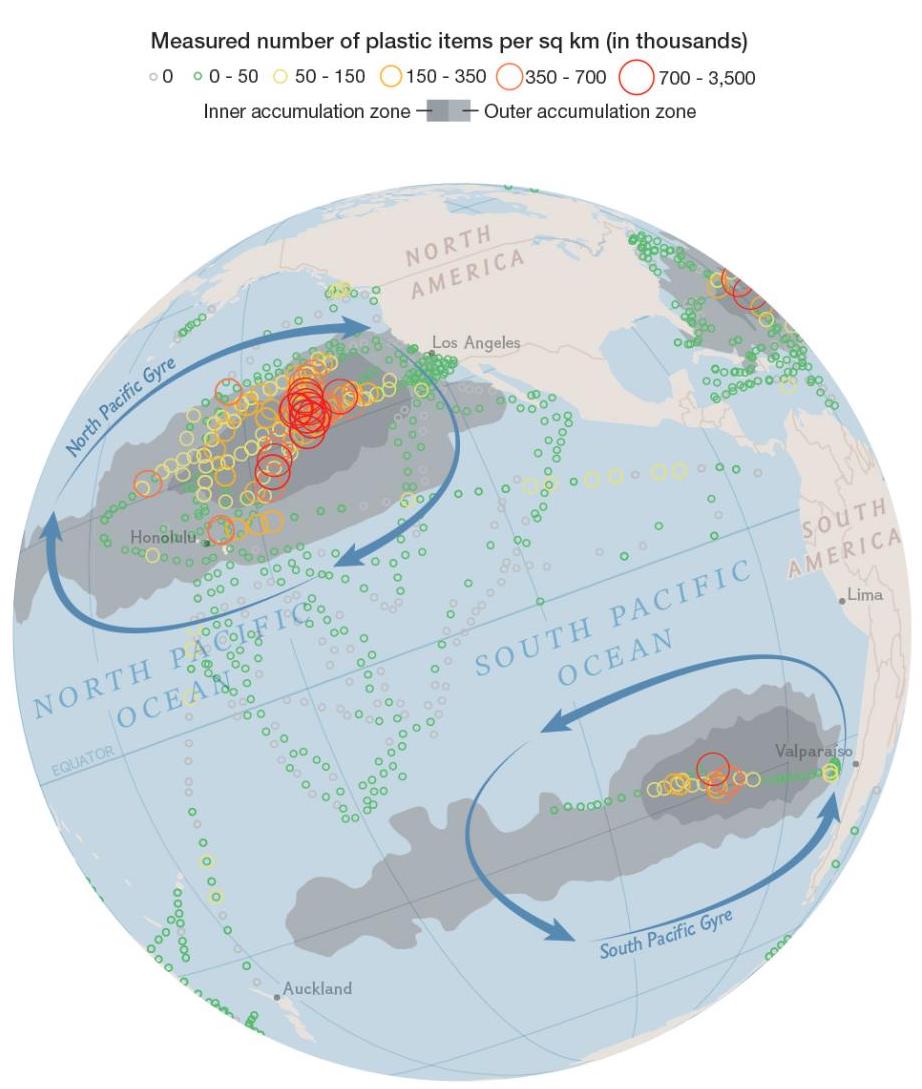 Measured number of plastic items per sq km (in thousands)
0 0 - 50 50 - 150 150 - 350 350 - 700 700 - 3,500
Inner accumulation zone Outer accumulation zone
NORTH
AMERICA
Los Angeles
North Pacific Gyre
Honolulu
SOUTH
AMERICA
Lima
NORTH PACIFIC
OCEAN
SOUTH PACIFIC
OCEAN
EQUATOR
Valparaíso
South Pacific Gyre
Auckland